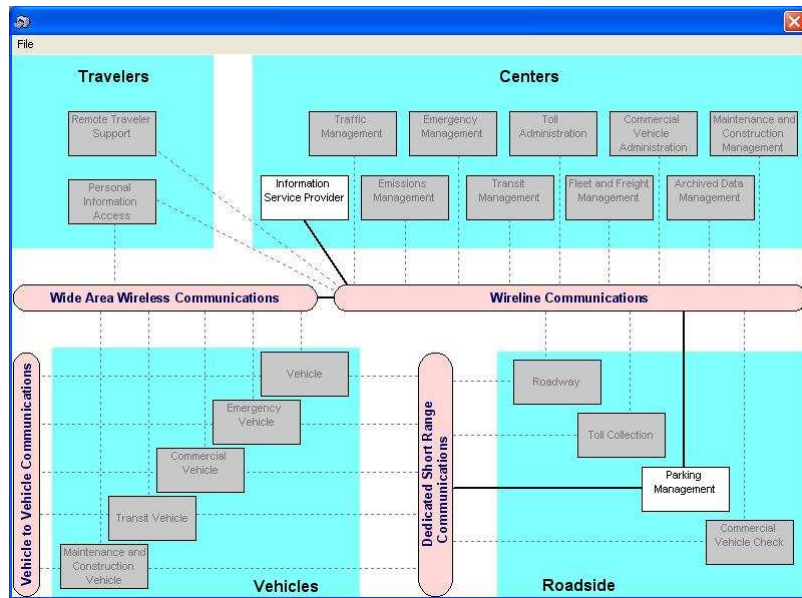 File
Travelers
Centers
Remote Traveler
Support
Traffic
Management
Emergency
Management
Toll
Administration
Commercial
Vehicle
Administration
Maintenance and
Construction
Management
Personal
Information
Access
Information
Service Provider
Emissions
Management
Transit
Management
Fleet and Freight
Management
Archived Data
Management
Wide Area Wireless Communications
Wireline Communications
Vehicle to Vehicle Communications
Vehicle
Emergency
Vehicle
Commercial
Vehicle
Transit Vehicle
Maintenance and
Construction
Vehicle
Vehicles
Dedicated Short Range
Communications
Roadway
Toll Collection
Parking
Management
Commercial
Vehicle Check
Roadside